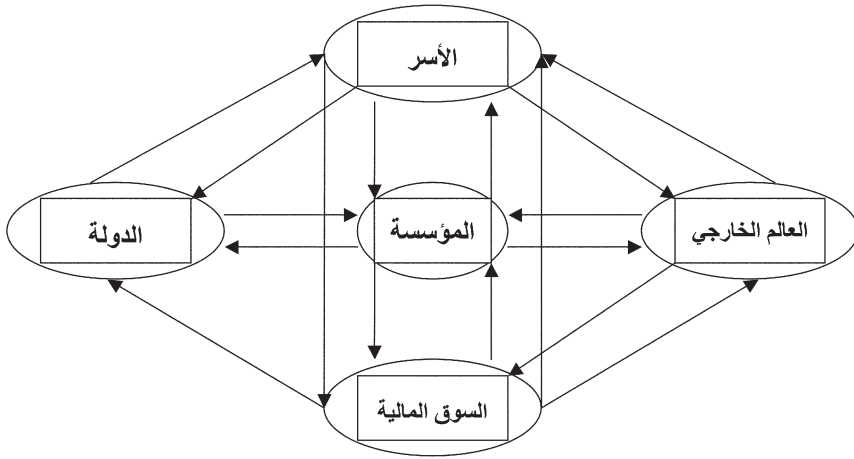 الأسر
العالم الخارجي
المؤسسة
الدولة
السوق المالية